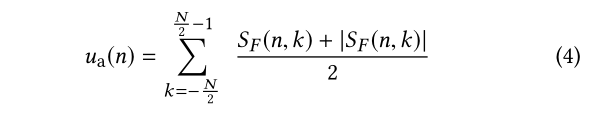 u_a(n) = \sum_{k=-\frac{N}{2}}^{\frac{N}{2}-1} \frac{S_F(n, k) + |S_F(n, k)|}{2} (4)